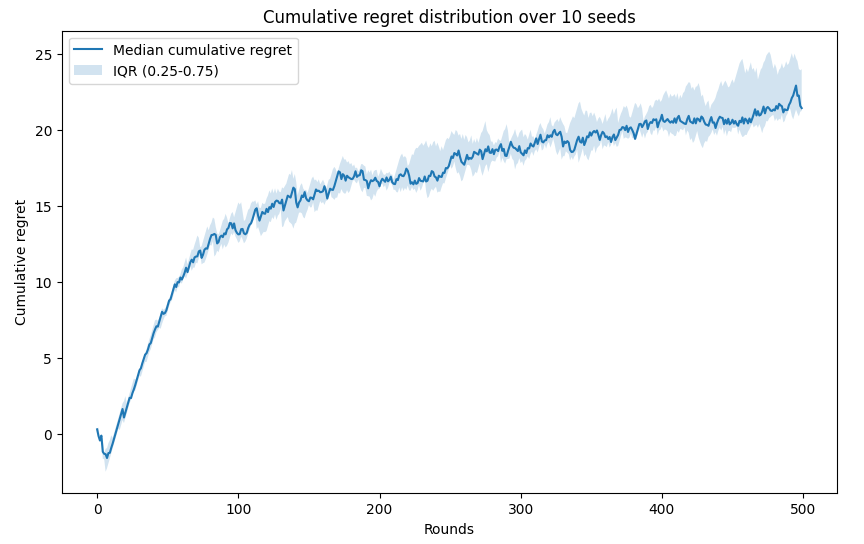 Cumulative regret distribution over 10 seeds
Median cumulative regret
IQR (0.25-0.75)
Cumulative regret
25
20
15
10
5
0
0 100 200 300 400 500
Rounds